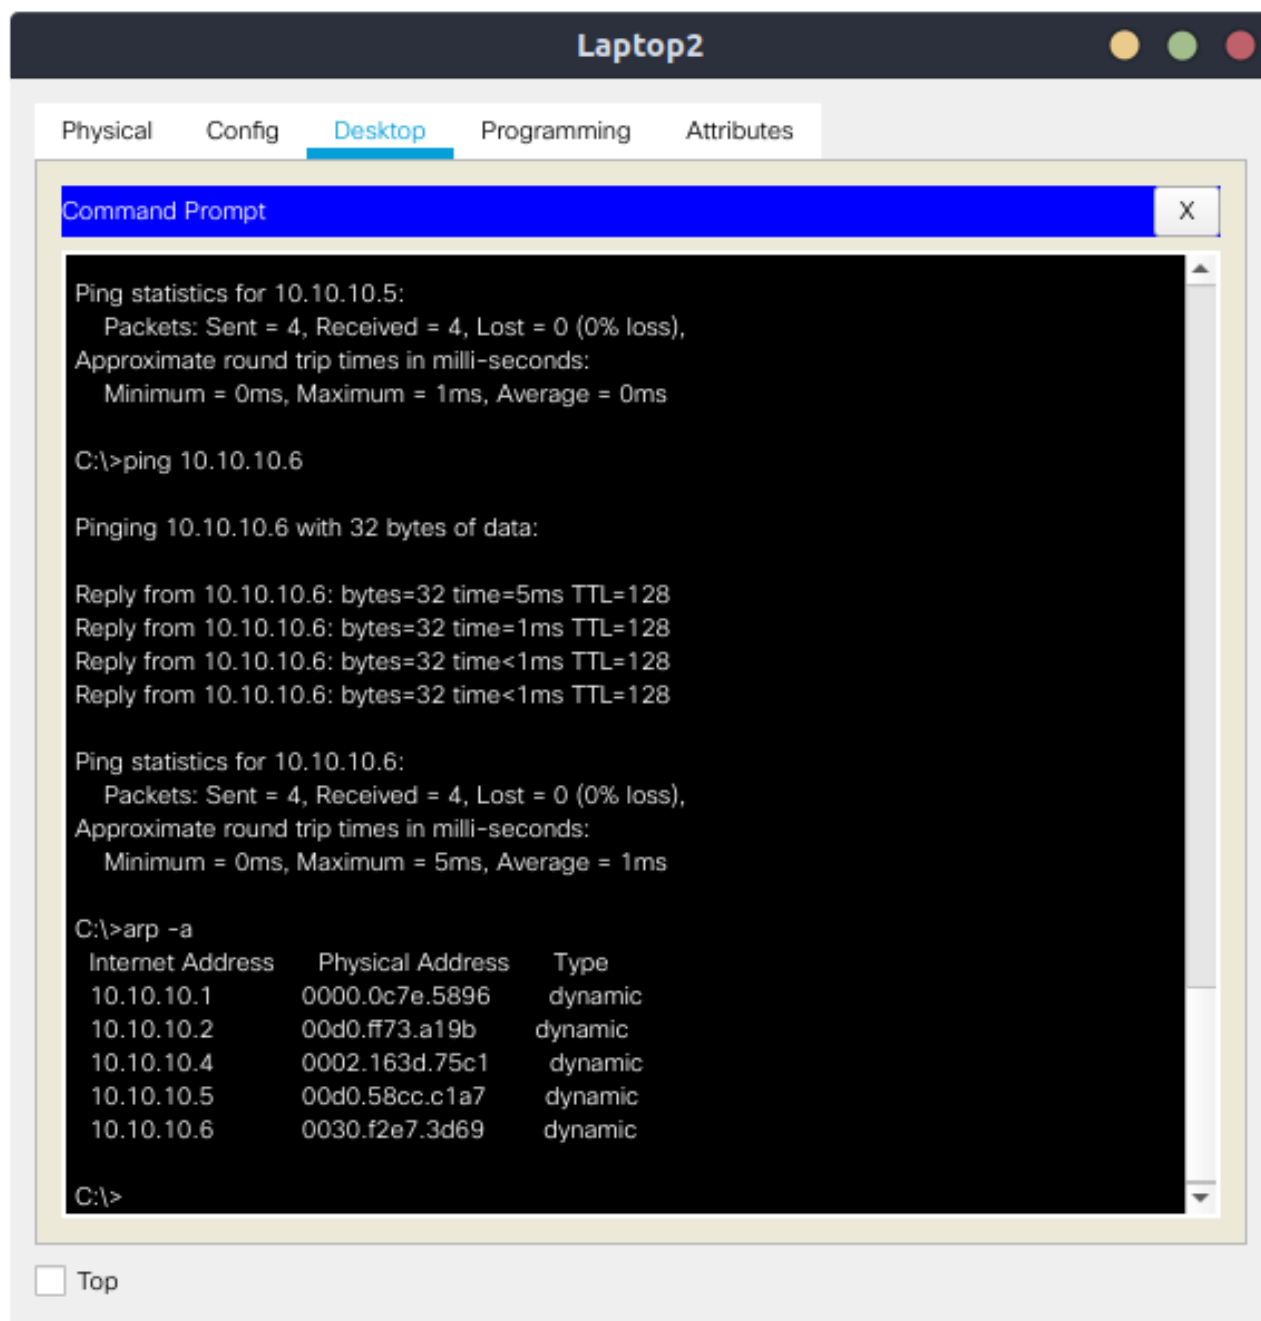 Laptop2
Physical Config Desktop Programming Attributes
Command Prompt X
Ping statistics for 10.10.10.5:
Packets: Sent = 4, Received = 4, Lost = 0 (0% loss),
Approximate round trip times in milli-seconds:
Minimum = 0ms, Maximum = 1ms, Average = 0ms
C:\>ping 10.10.10.6
Pinging 10.10.10.6 with 32 bytes of data:
Reply from 10.10.10.6: bytes=32 time=5ms TTL=128
Reply from 10.10.10.6: bytes=32 time=1ms TTL=128
Reply from 10.10.10.6: bytes=32 time<1ms TTL=128
Reply from 10.10.10.6: bytes=32 time<1ms TTL=128
Ping statistics for 10.10.10.6:
Packets: Sent = 4, Received = 4, Lost = 0 (0% loss),
Approximate round trip times in milli-seconds:
Minimum = 0ms, Maximum = 5ms, Average = 1ms
C:\>arp -a
Internet Address Physical Address Type
10.10.10.1 0000.0c7e.5896 dynamic
10.10.10.2 00d0.ff73.a19b dynamic
10.10.10.4 0002.163d.75c1 dynamic
10.10.10.5 00d0.58cc.c1a7 dynamic
10.10.10.6 0030.f2e7.3d69 dynamic
C:\>
Top